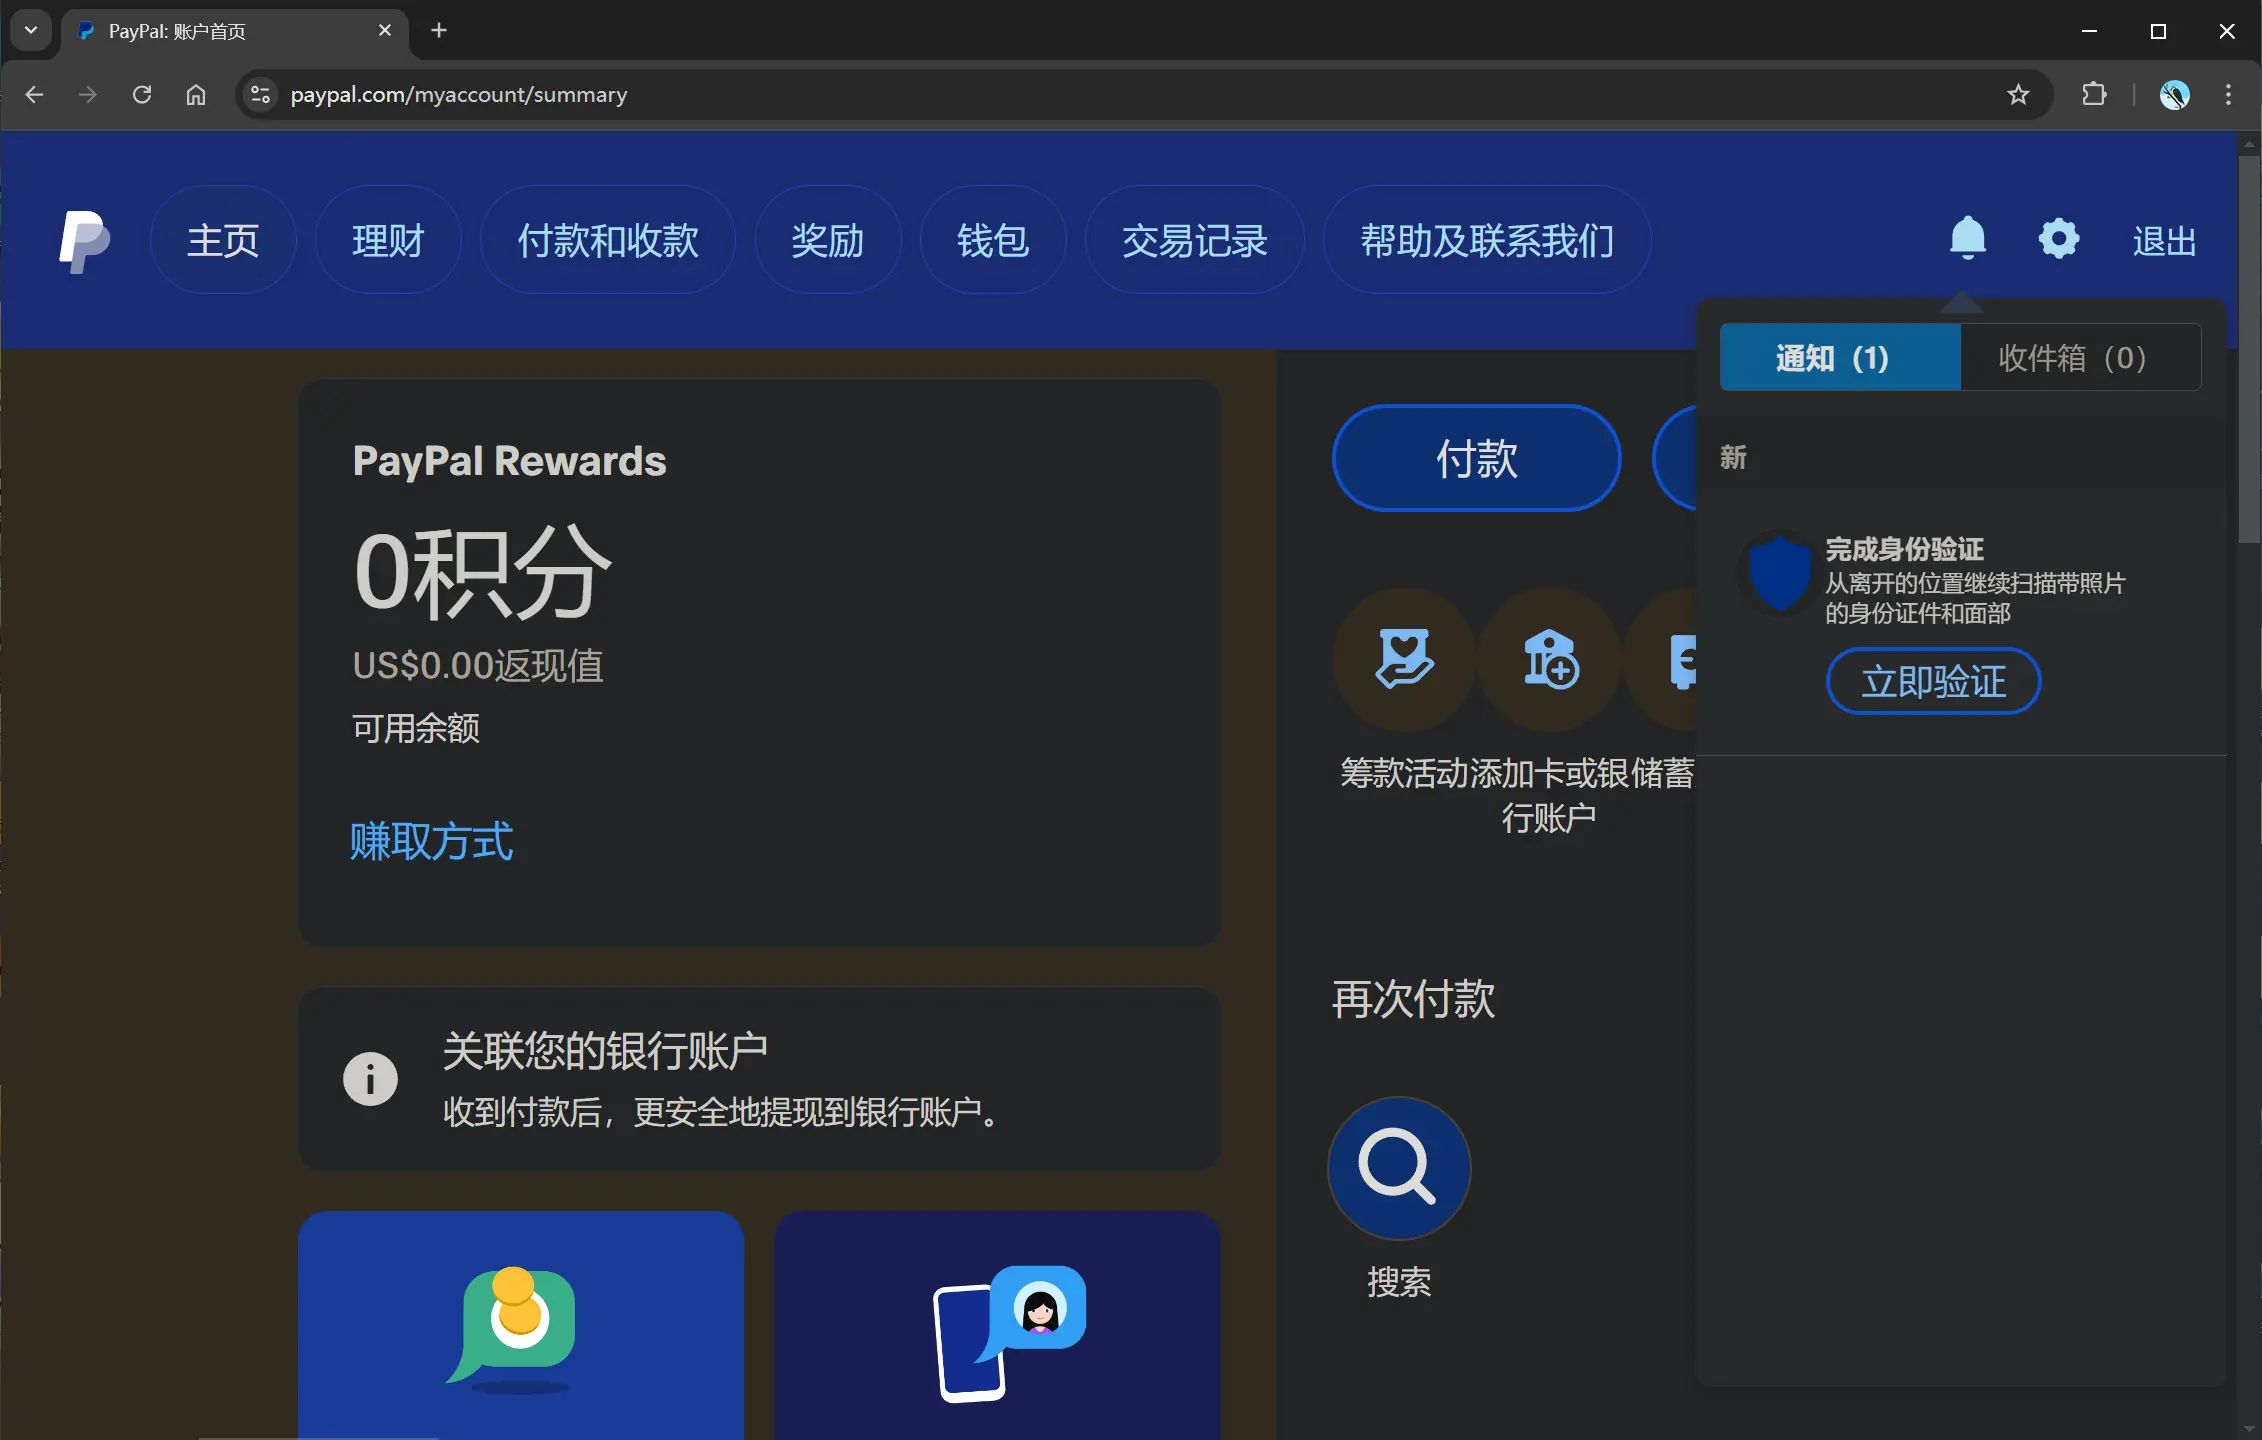 PayPal: 账户首页
paypal.com/myaccount/summary
主页
理财
付款和收款
奖励
钱包
交易记录
帮助及联系我们
退出
通知 (1)
收件箱 (0)
新
完成身份验证
从离开的位置继续扫描带照片
的身份证件和面部
立即验证
PayPal Rewards
0积分
US$0.00返现值
可用余额
赚取方式
付款
筹款活动
添加卡或银
行账户
储蓄
关联您的银行账户
收到付款后，更安全地提现到银行账户。
再次付款
搜索